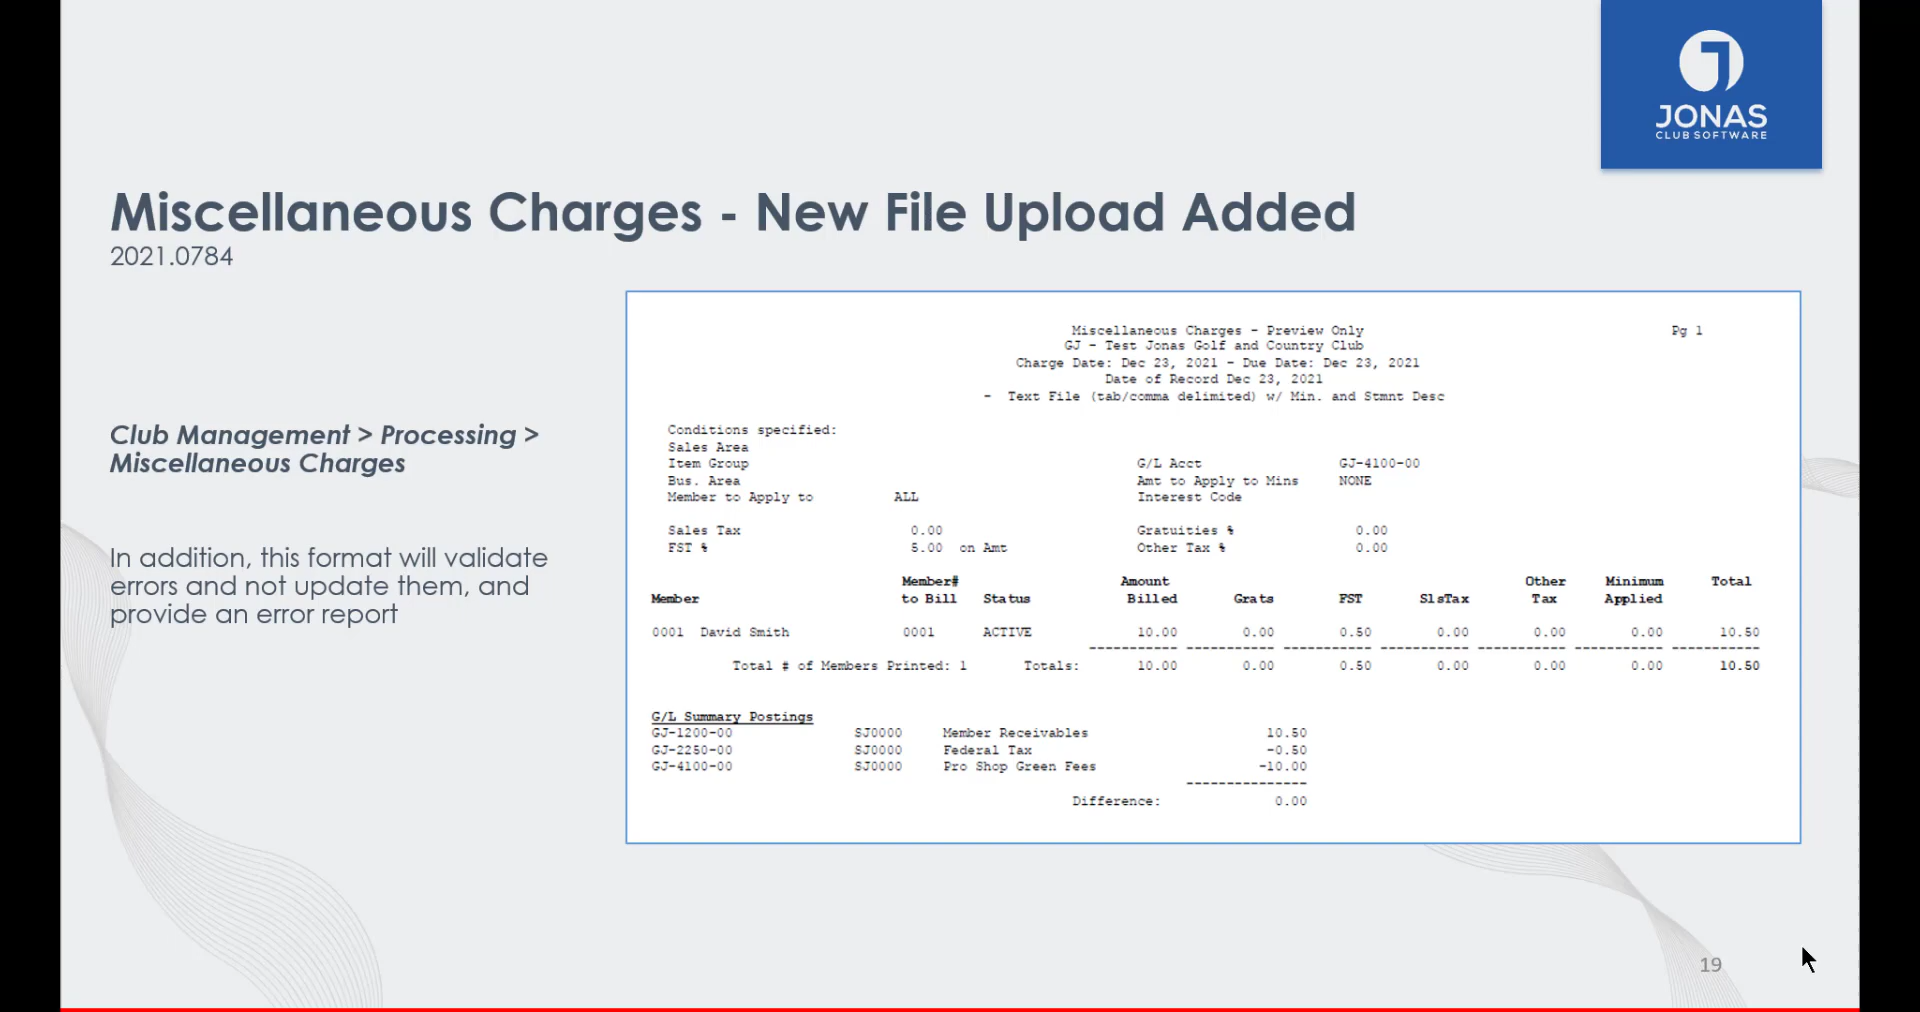 JONAS
CLUB SOFTWARE
Miscellaneous Charges - New File Upload Added
2021.0784
Club Management > Processing >
Miscellaneous Charges
In addition, this format will validate
errors and not update them, and
provide an error report
Miscellaneous Charges - Preview Only Pg 1
GJ - Test Jonas Golf and Country Club
Charge Date: Dec 23, 2021 - Due Date: Dec 23, 2021
Date of Record Dec 23, 2021
- Text File (tab/comma delimited) w/ Min. and Stmnt Desc
Conditions specified:
Sales Area
Item Group G/L Acct GJ-4100-00
Bus. Area Amt to Apply to Mins NONE
Member to Apply to ALL Interest Code
Sales Tax 0.00 Gratuities % 0.00
FST % 5.00 on Amt Other Tax % 0.00
Member# Amount Other Minimum Total
Member to Bill Status Billed Grats FST SlsTax Tax Applied
0001 David Smith 0001 ACTIVE 10.00 0.00 0.50 0.00 0.00 0.00 10.50
Total # of Members Printed: 1 Totals: 10.00 0.00 0.50 0.00 0.00 0.00 10.50
G/L Summary Postings
GJ-1200-00 SJ0000 Member Receivables 10.50
GJ-2250-00 SJ0000 Federal Tax -0.50
GJ-4100-00 SJ0000 Pro Shop Green Fees -10.00
Difference: 0.00
19